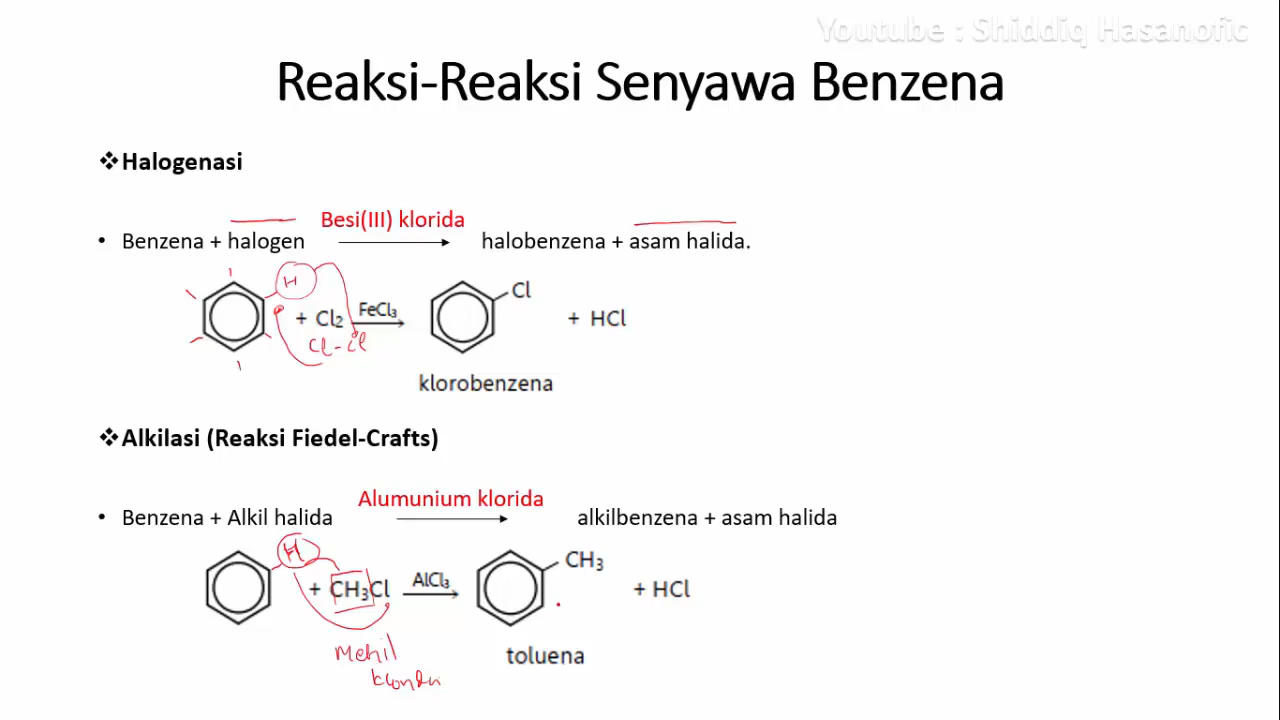 Youtube : Shiddiq Hasanofic
Reaksi-Reaksi Senyawa Benzena
❖Halogenasi
Besi(III) klorida
• Benzena + halogen → halobenzena + asam halida.
H
Cl
+ Cl₂ FeCl₃ → + HCl
Cl-Cl
klorobenzena
❖Alkilasi (Reaksi Fiedel-Crafts)
Alumunium klorida
• Benzena + Alkil halida → alkilbenzena + asam halida
H
CH₃
+ CH₃Cl AlCl₃ → + HCl
toluena